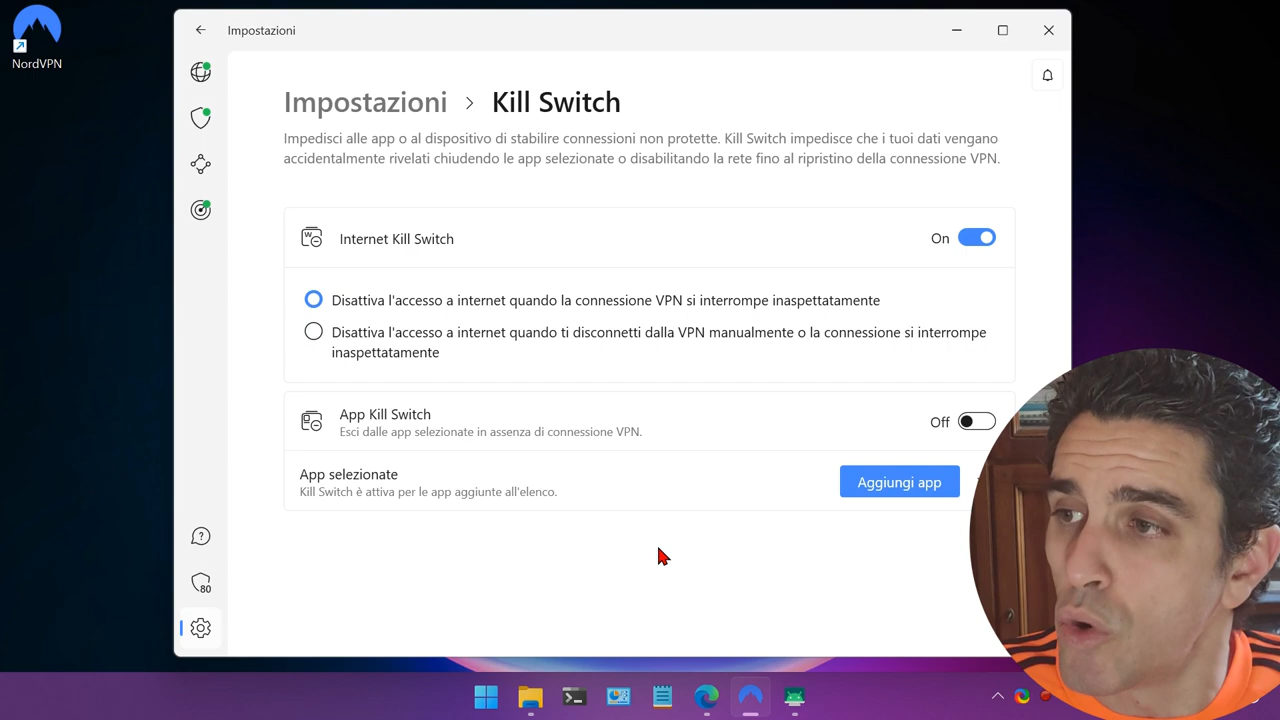 NordVPN
Impostazioni
Impostazioni > Kill Switch
Impedisci alle app o al dispositivo di stabilire connessioni non protette. Kill Switch impedisce che i tuoi dati vengano
accidentalmente rivelati chiudendo le app selezionate o disabilitando la rete fino al ripristino della connessione VPN.
Internet Kill Switch
On
Disattiva l'accesso a internet quando la connessione VPN si interrompe inaspettatamente
Disattiva l'accesso a internet quando ti disconnetti dalla VPN manualmente o la connessione si interrompe
inaspettatamente
App Kill Switch
Off
Esci dalle app selezionate in assenza di connessione VPN.
App selezionate
Aggiungi app
Kill Switch è attiva per le app aggiunte all'elenco.
80